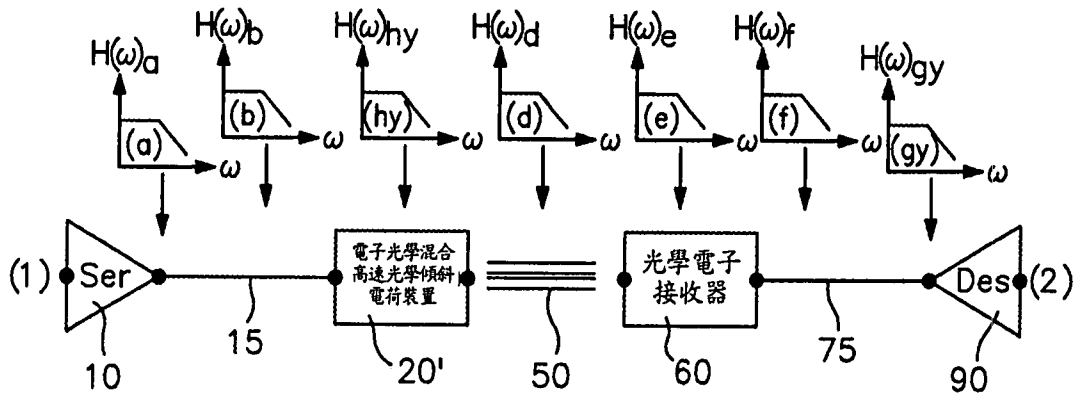 H(ω)a
H(ω)b
H(ω)hy
H(ω)d
H(ω)e
H(ω)f
H(ω)gy
(a)
(b)
(hy)
(d)
(e)
(f)
(gy)
ω
ω
ω
ω
ω
ω
ω
(1)
Ser
電子光學混合
高速光學傾斜
電荷裝置
光學電子
接收器
Des
(2)
10
15
20'
50
60
75
90